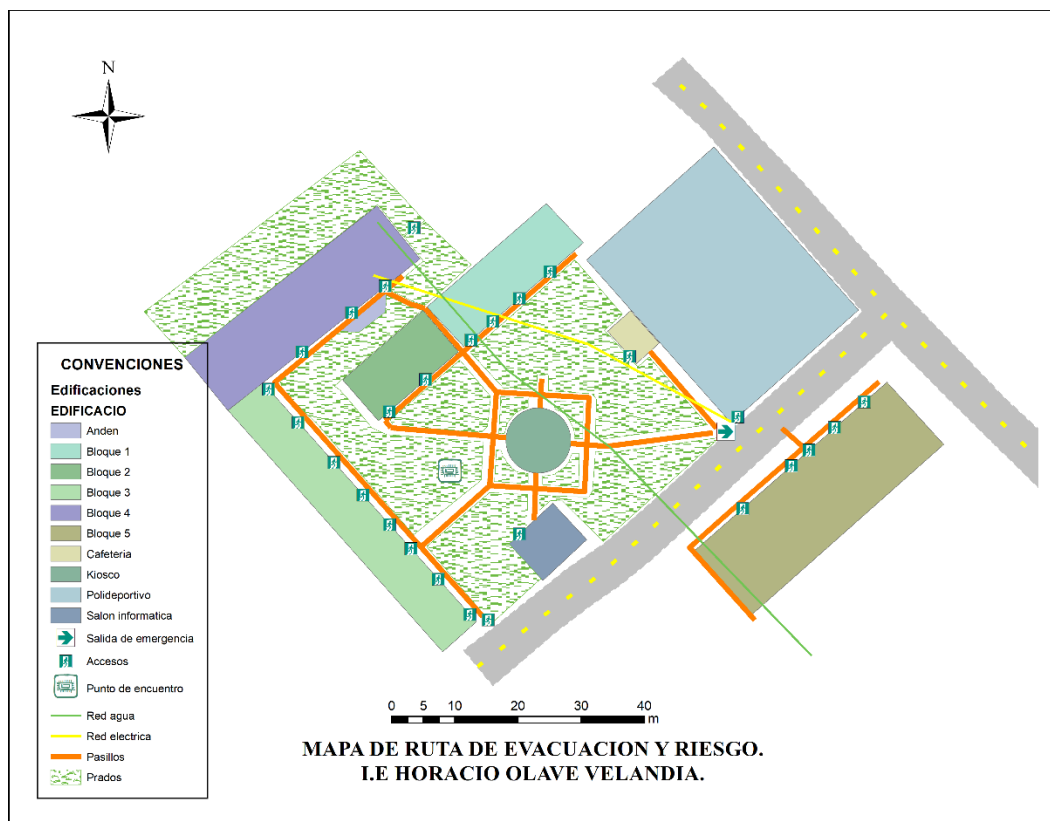 N
CONVENCIONES
Edificaciones
EDIFICACIO
Anden
Bloque 1
Bloque 2
Bloque 3
Bloque 4
Bloque 5
Cafeteria
Kiosco
Polideportivo
Salon informatica
Salida de emergencia
Accesos
Punto de encuentro
Red agua
Red electrica
Pasillos
Prados
0 5 10 20 30 40
m
MAPA DE RUTA DE EVACUACION Y RIESGO.
I.E HORACIO OLAVE VELANDIA.